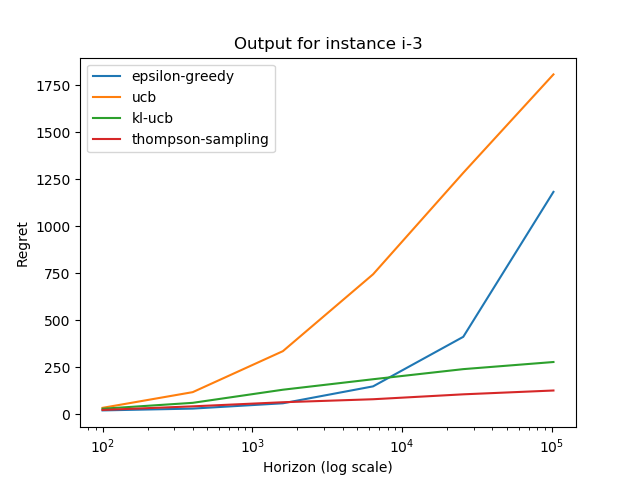 Output for instance i-3
epsilon-greedy
ucb
kl-ucb
thompson-sampling
1750
1500
1250
1000
750
500
250
0
Regret
10²
10³
10⁴
10⁵
Horizon (log scale)